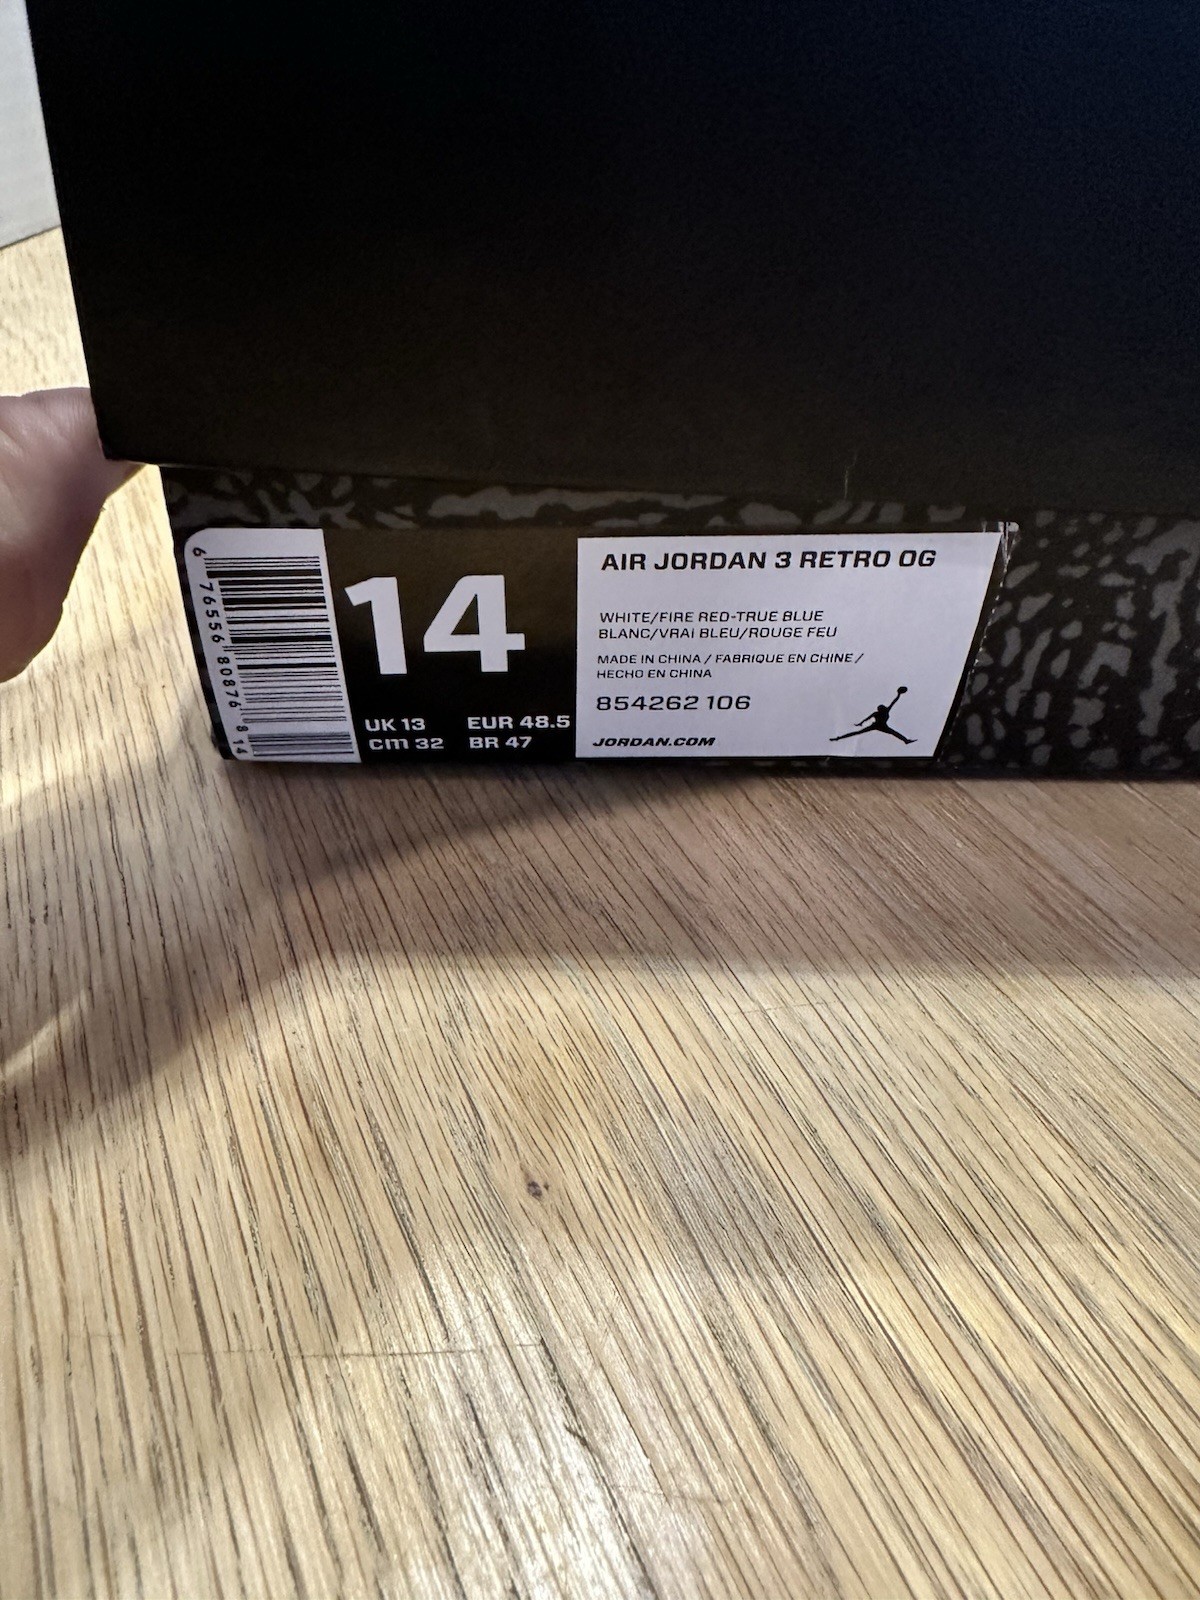 6 76556 80876 8 14
14
UK 13 EUR 48.5
cm 32 BR 47
AIR JORDAN 3 RETRO OG
WHITE/FIRE RED-TRUE BLUE
BLANC/VRAI BLEU/ROUGE FEU
MADE IN CHINA / FABRIQUE EN CHINE /
HECHO EN CHINA
854262 106
JORDAN.COM